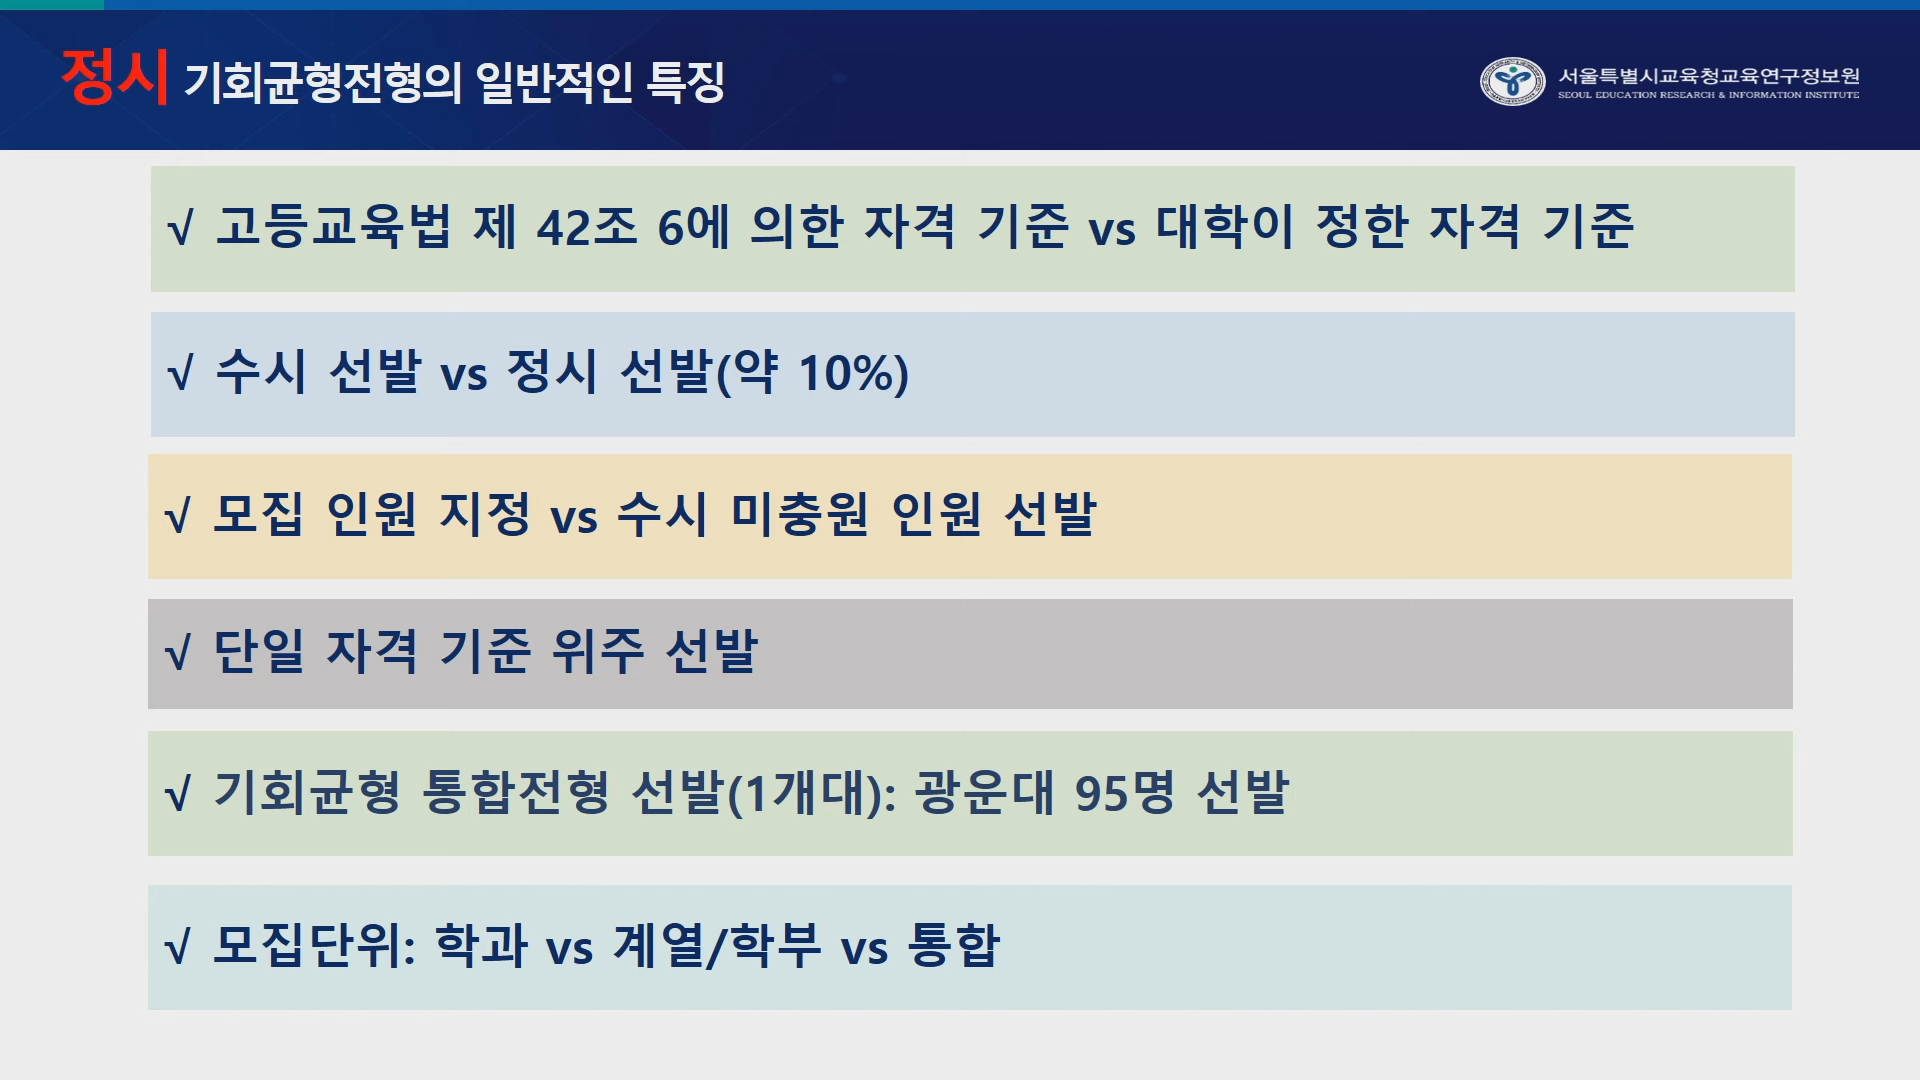 정시 기회균형전형의 일반적인 특징
서울특별시교육청교육연구정보원
SEOUL EDUCATION RESEARCH & INFORMATION INSTITUTE
√ 고등교육법 제 42조 6에 의한 자격 기준 vs 대학이 정한 자격 기준
√ 수시 선발 vs 정시 선발(약 10%)
√ 모집 인원 지정 vs 수시 미충원 인원 선발
√ 단일 자격 기준 위주 선발
√ 기회균형 통합전형 선발(1개대): 광운대 95명 선발
√ 모집단위: 학과 vs 계열/학부 vs 통합